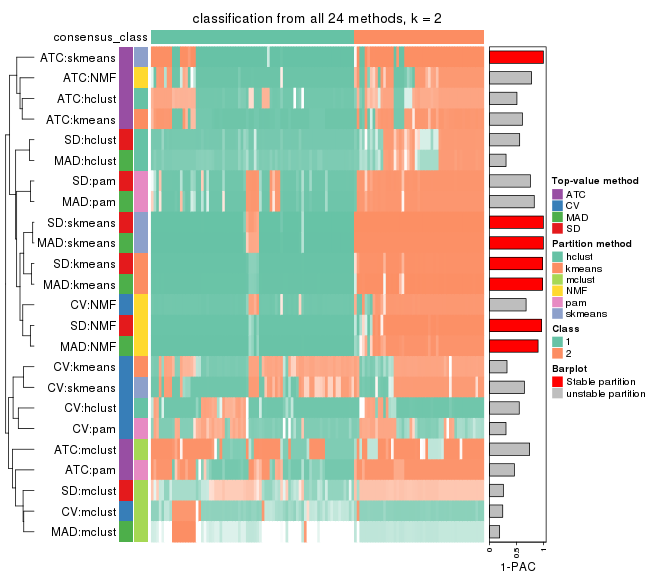 classification from all 24 methods, k = 2
consensus_class
ATC:skmeans
ATC:NMF
ATC:hclust
ATC:kmeans
SD:hclust
MAD:hclust
SD:pam
MAD:pam
SD:skmeans
MAD:skmeans
SD:kmeans
MAD:kmeans
CV:NMF
SD:NMF
MAD:NMF
CV:kmeans
CV:skmeans
CV:hclust
CV:pam
ATC:mclust
ATC:pam
SD:mclust
CV:mclust
MAD:mclust
0
0.5
1
1-PAC
Top-value method
ATC
CV
MAD
SD
Partition method
hclust
kmeans
mclust
NMF
pam
skmeans
Class
1
2
Barplot
Stable partition
unstable partition